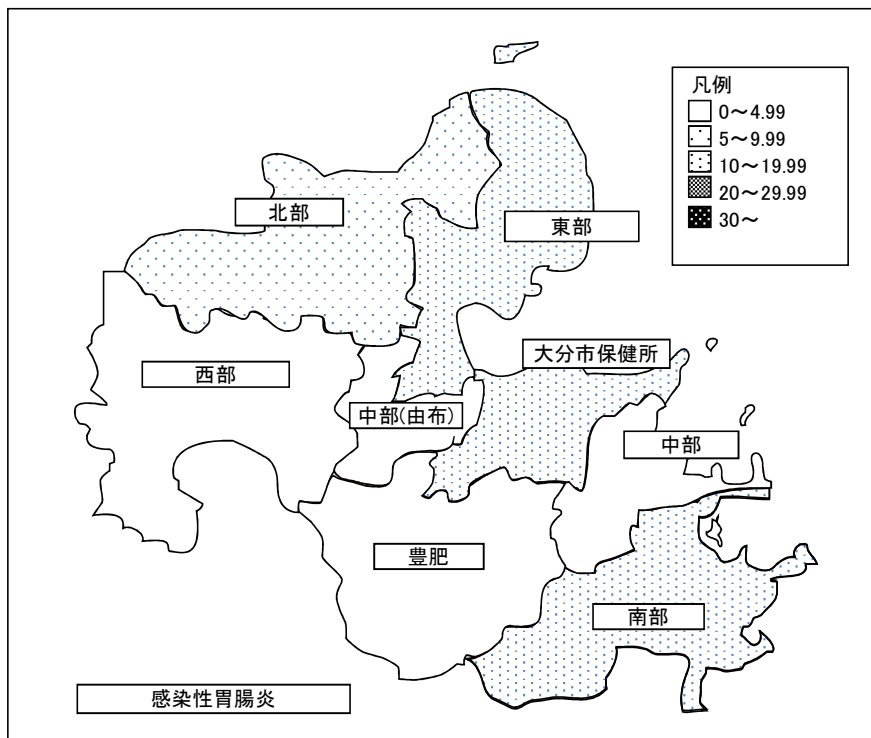 凡例
0～4.99
5～9.99
10～19.99
20～29.99
30～
北部
東部
大分市保健所
西部
中部(由布)
中部
豊肥
南部
感染性胃腸炎